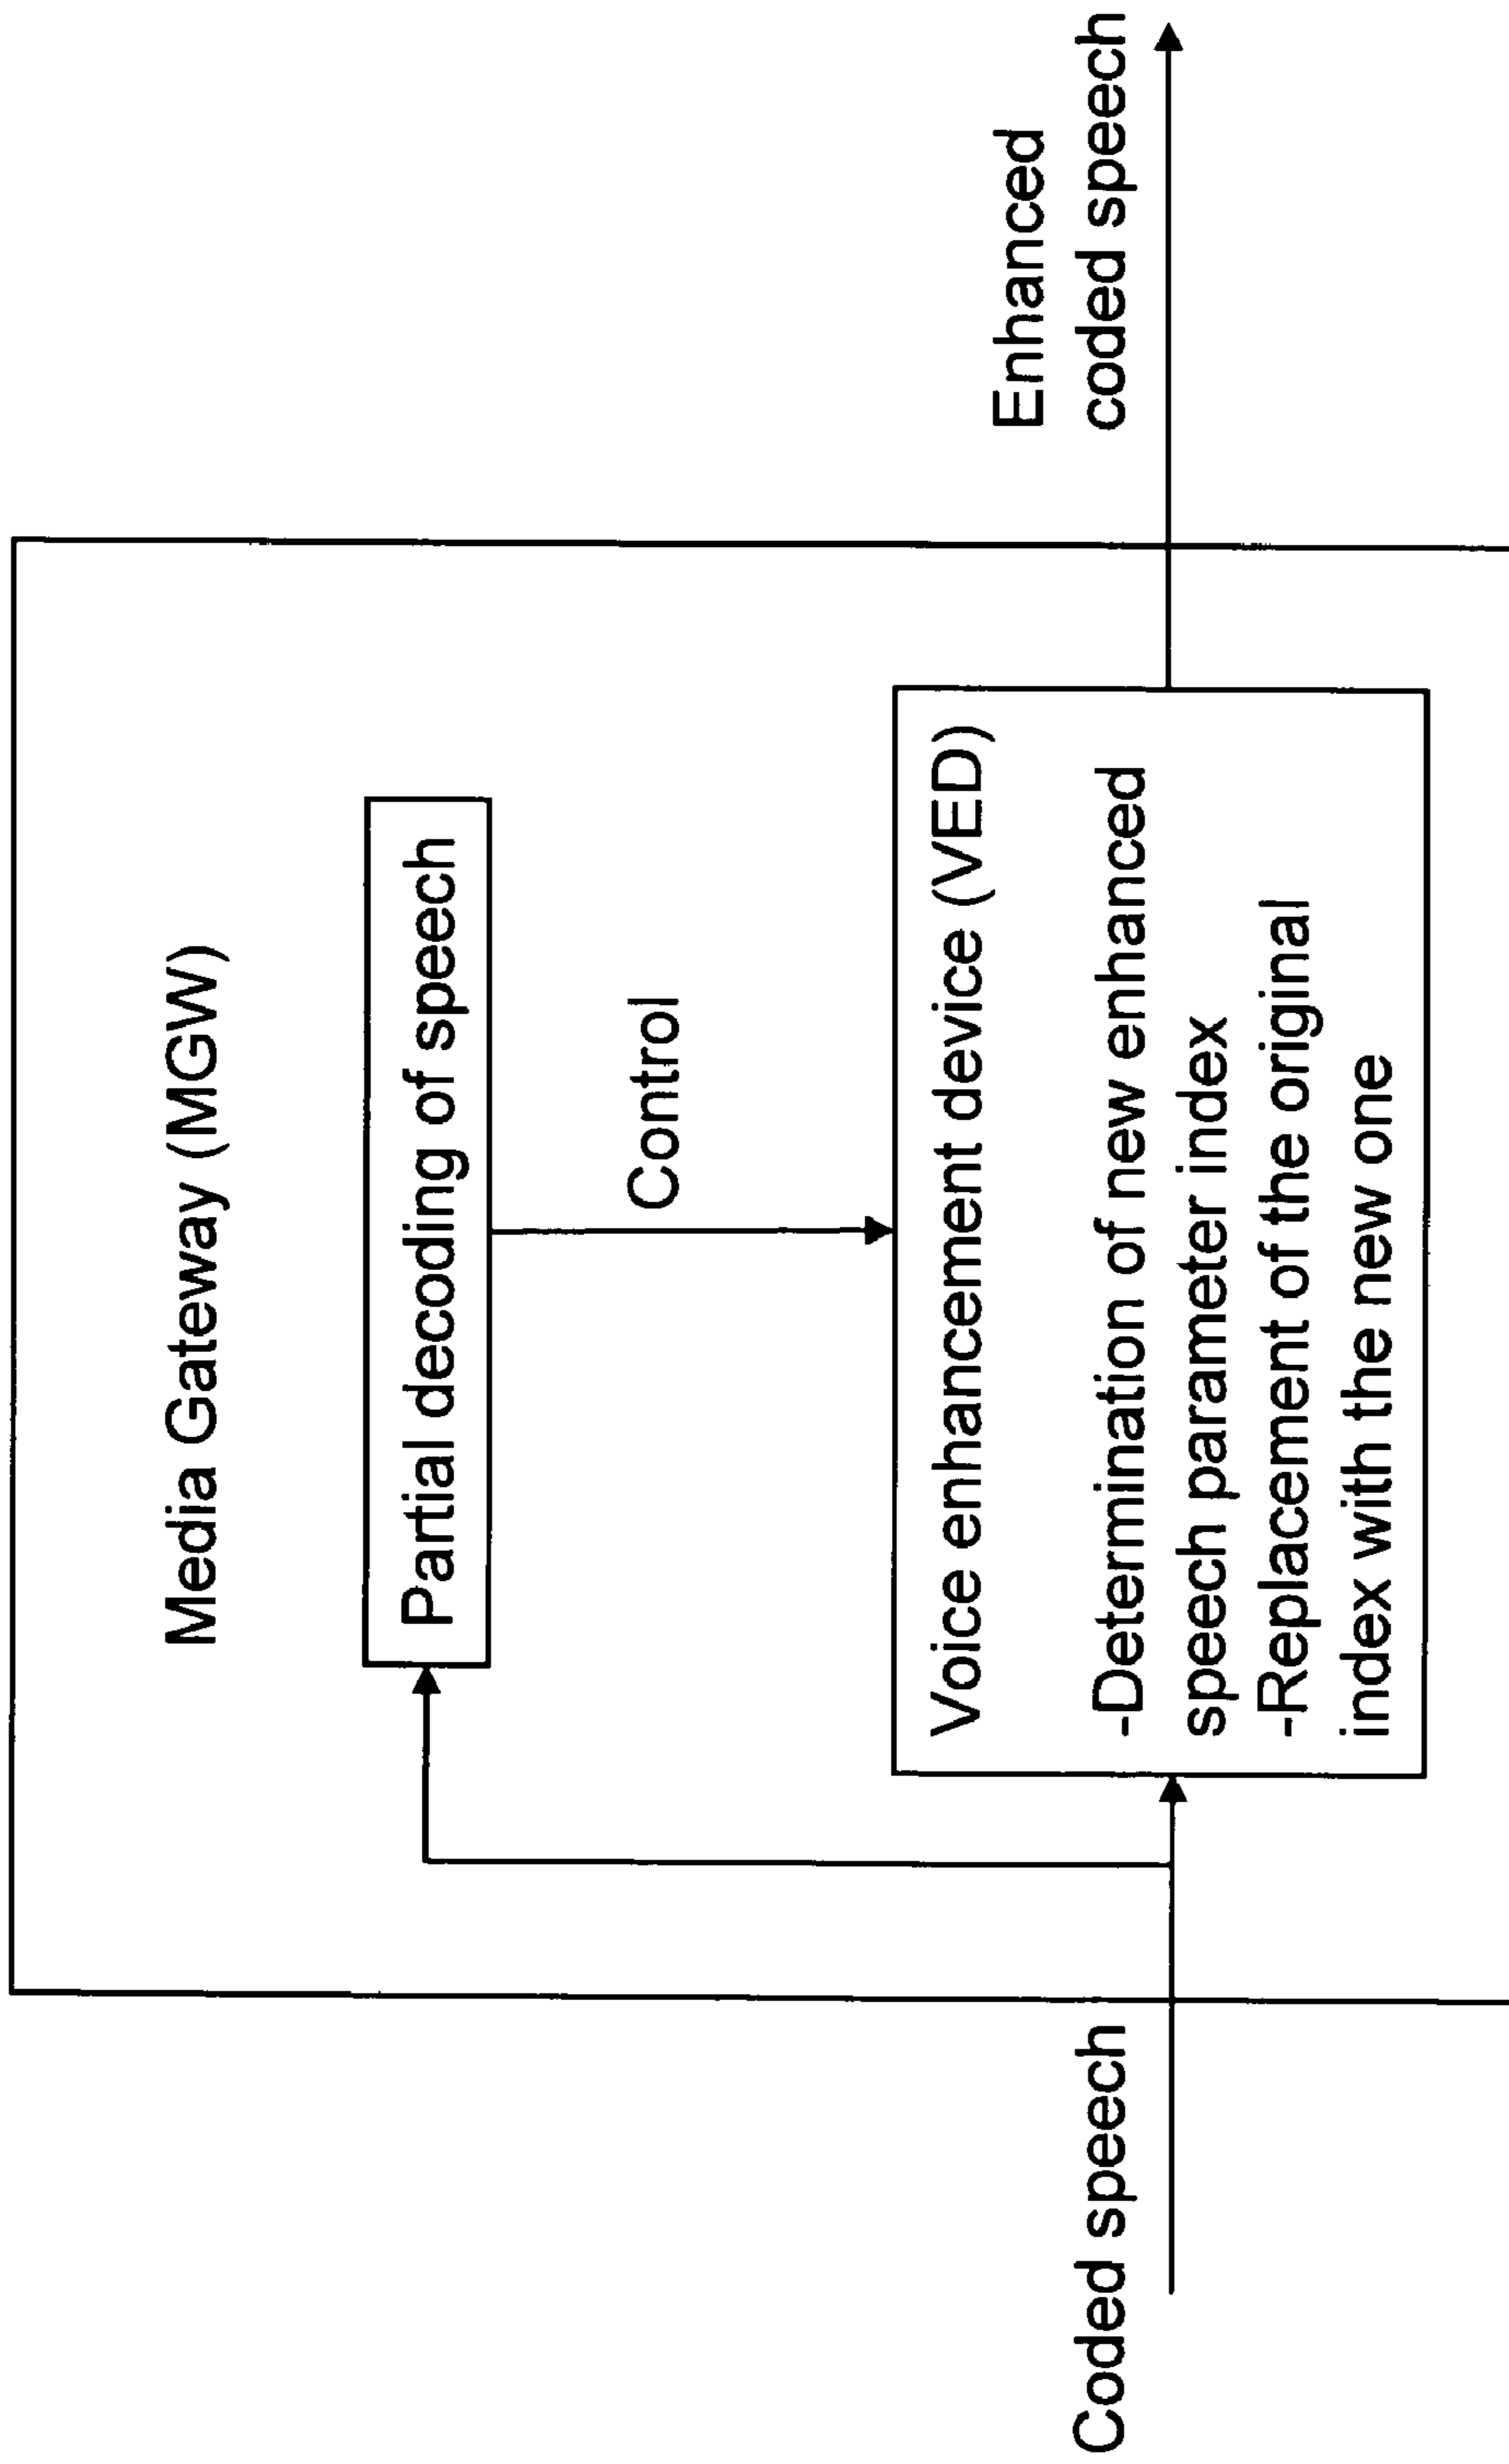 Media Gateway (MGW)
Partial decoding of speech
Control
Coded speech
Voice enhancement device (VED)
-Determination of new enhanced
speech parameter index
-Replacement of the original
index with the new one
Enhanced
coded speech